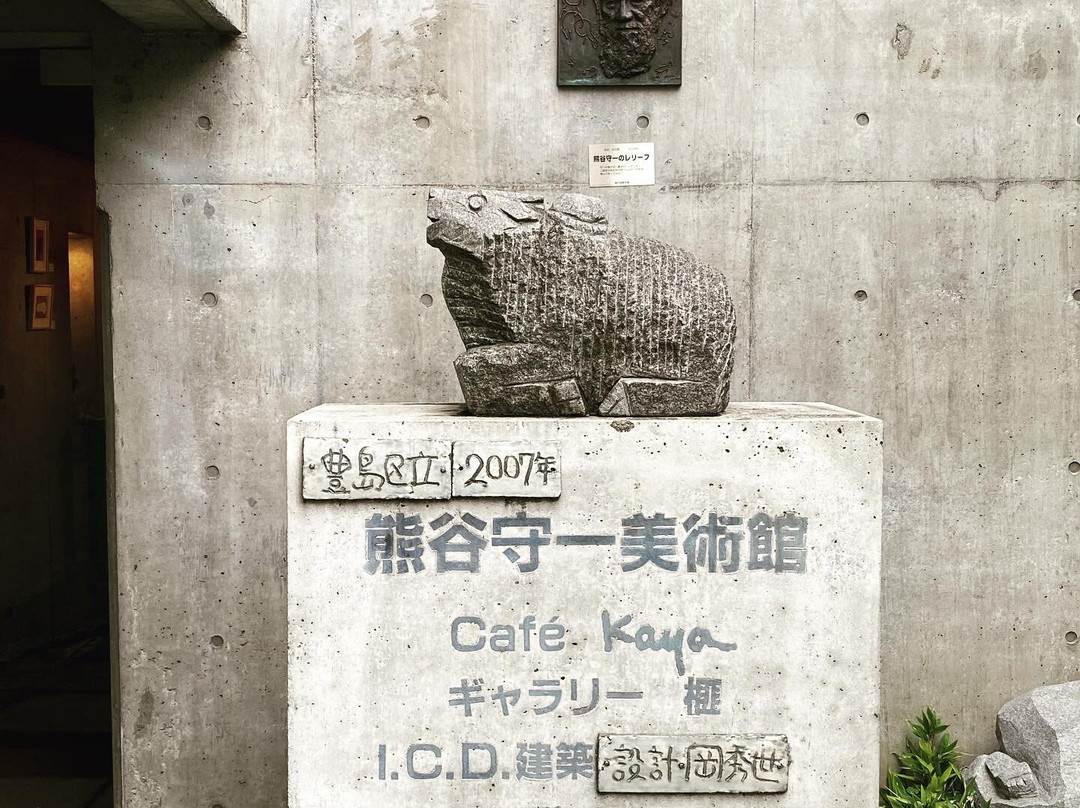 熊谷守一のレリーフ
豊島区立 2007年
熊谷守一美術館
Café Kaya
ギャラリー 榧
I.C.D.建築 設計・岡秀世